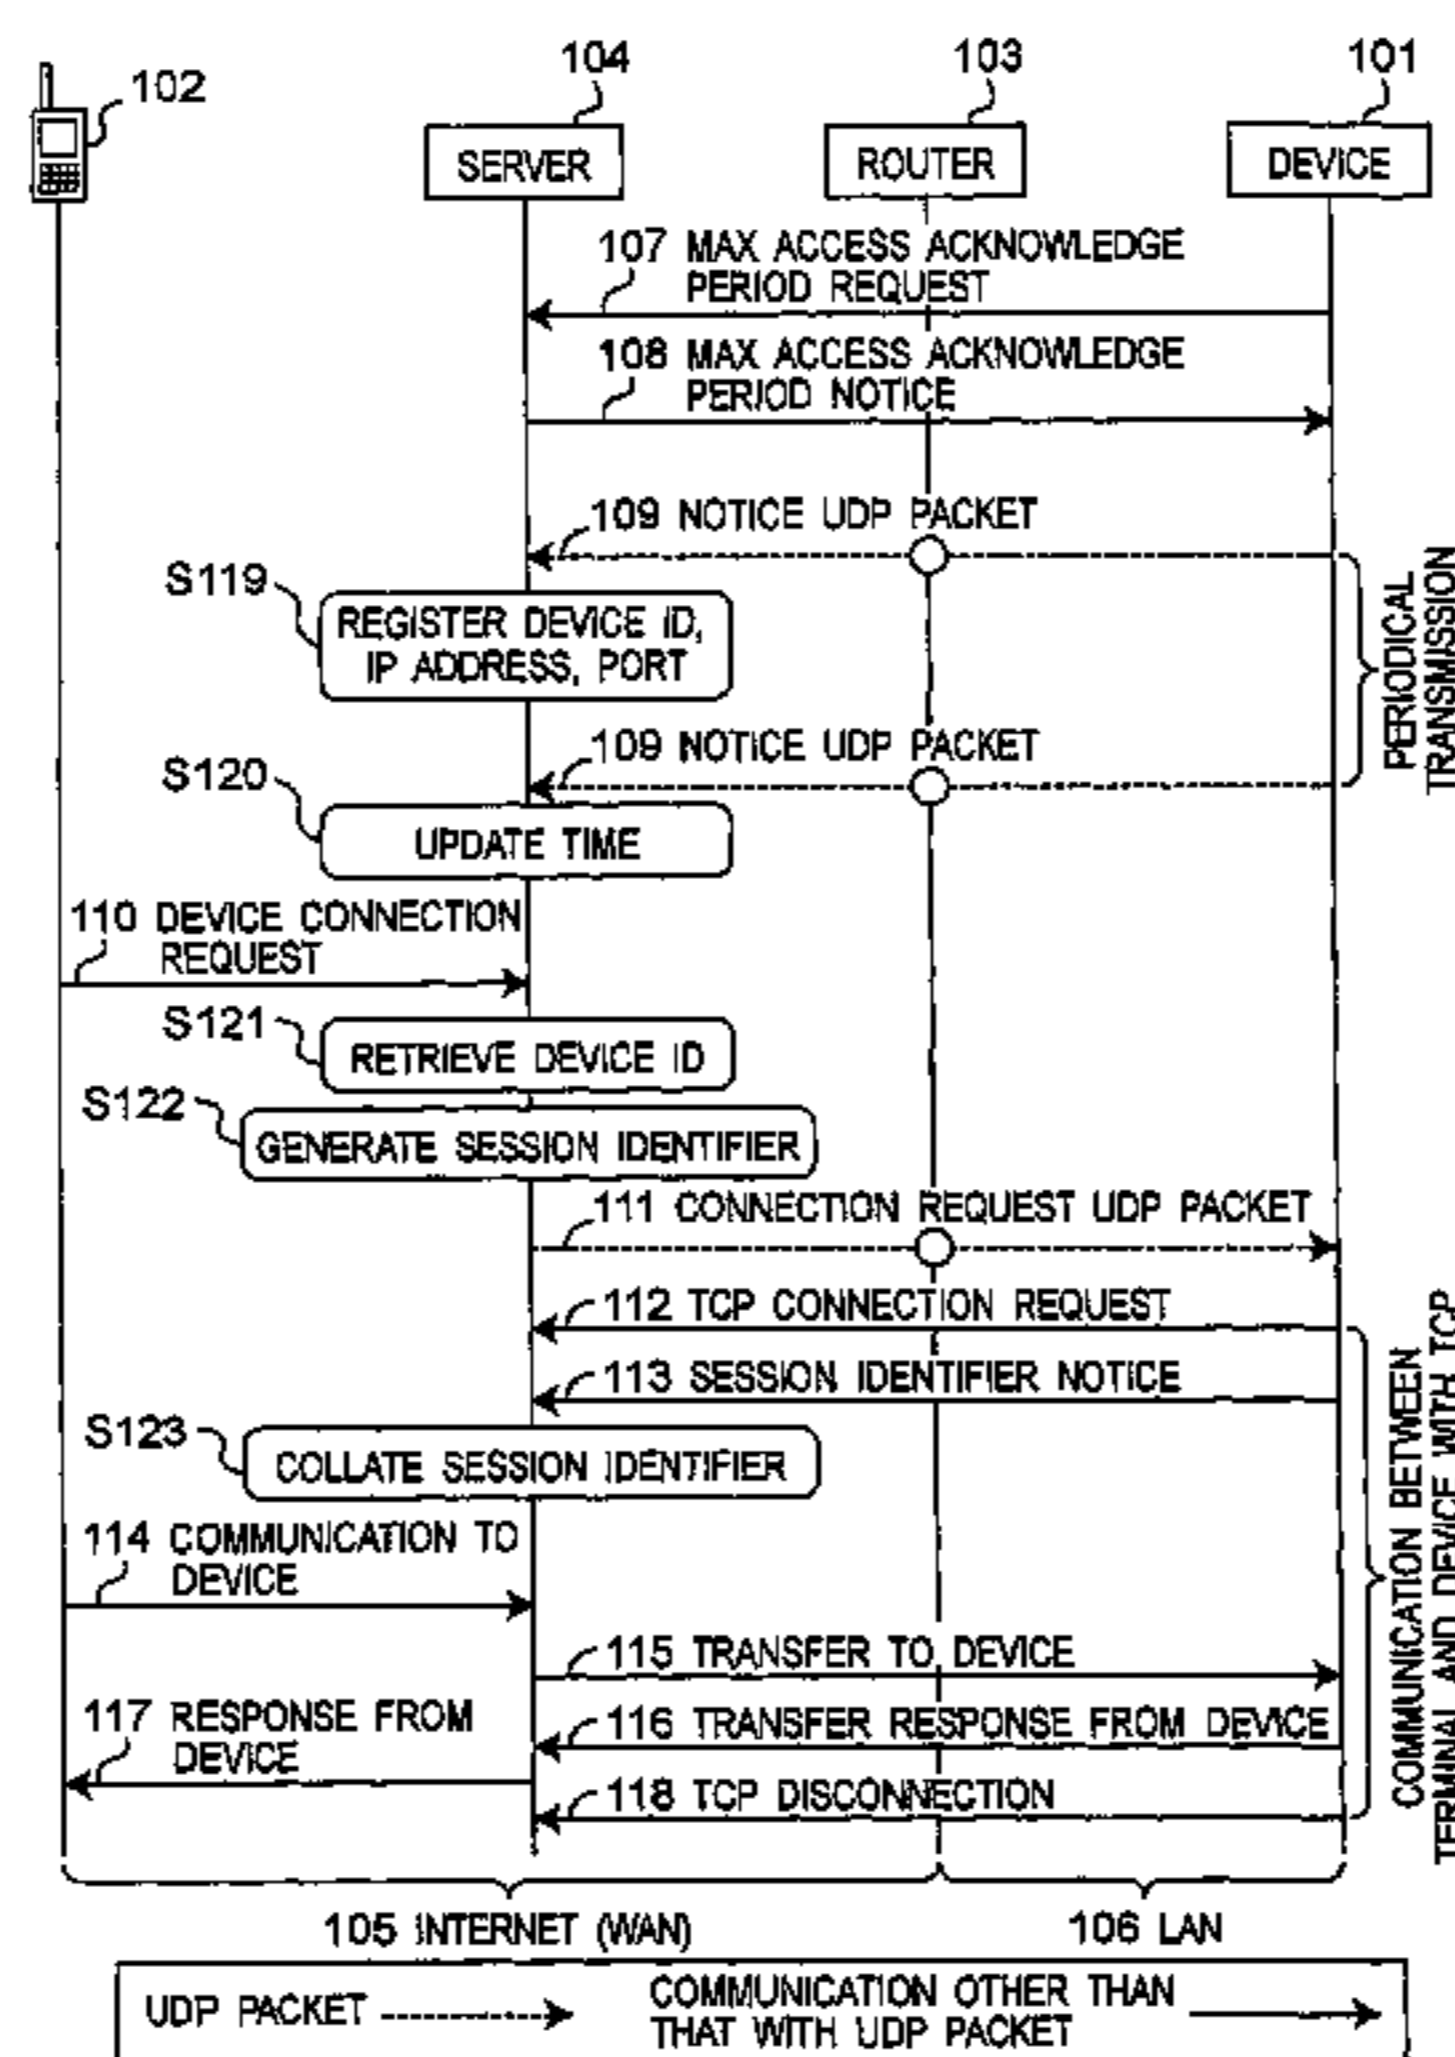 102
104
103
101
SERVER
ROUTER
DEVICE
107 MAX ACCESS ACKNOWLEDGE
PERIOD REQUEST
108 MAX ACCESS ACKNOWLEDGE
PERIOD NOTICE
109 NOTICE UDP PACKET
S119
REGISTER DEVICE ID,
IP ADDRESS, PORT
PERIODICAL
TRANSMISSION
109 NOTICE UDP PACKET
S120
UPDATE TIME
110 DEVICE CONNECTION
REQUEST
S121
RETRIEVE DEVICE ID
S122
GENERATE SESSION IDENTIFIER
111 CONNECTION REQUEST UDP PACKET
112 TCP CONNECTION REQUEST
113 SESSION IDENTIFIER NOTICE
S123
COLLATE SESSION IDENTIFIER
COMMUNICATION BETWEEN
TERMINAL AND DEVICE WITH TCP
114 COMMUNICATION TO
DEVICE
115 TRANSFER TO DEVICE
116 TRANSFER RESPONSE FROM DEVICE
117 RESPONSE FROM
DEVICE
118 TCP DISCONNECTION
105 INTERNET (WAN)
106 LAN
UDP PACKET
COMMUNICATION OTHER THAN
THAT WITH UDP PACKET